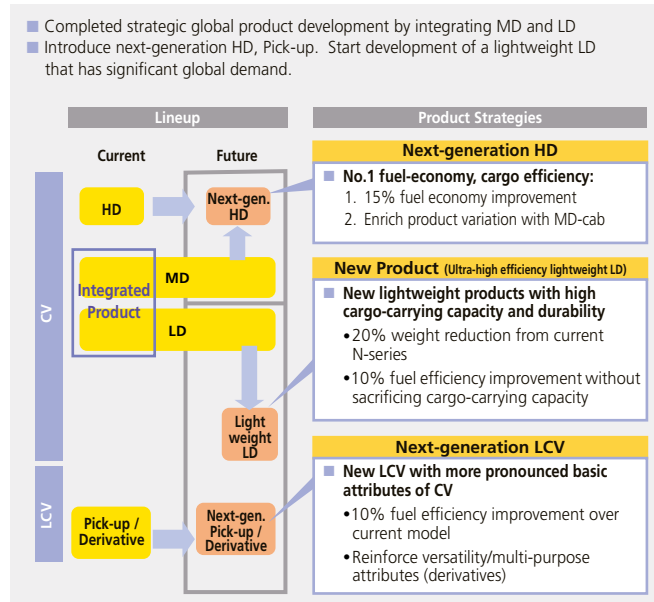 ■ Completed strategic global product development by integrating MD and LD
■ Introduce next-generation HD, Pick-up. Start development of a lightweight LD
that has significant global demand.
Lineup
Product Strategies
Current
Future
CV
HD
Next-gen.
HD
MD
Integrated
Product
LD
Light
weight
LD
LCV
Pick-up /
Derivative
Next-gen.
Pick-up /
Derivative
Next-generation HD
■ No.1 fuel-economy, cargo efficiency:
1. 15% fuel economy improvement
2. Enrich product variation with MD-cab
New Product (Ultra-high efficiency lightweight LD)
■ New lightweight products with high
cargo-carrying capacity and durability
•20% weight reduction from current
N-series
•10% fuel efficiency improvement without
sacrificing cargo-carrying capacity
Next-generation LCV
■ New LCV with more pronounced basic
attributes of CV
•10% fuel efficiency improvement over
current model
•Reinforce versatility/multi-purpose
attributes (derivatives)